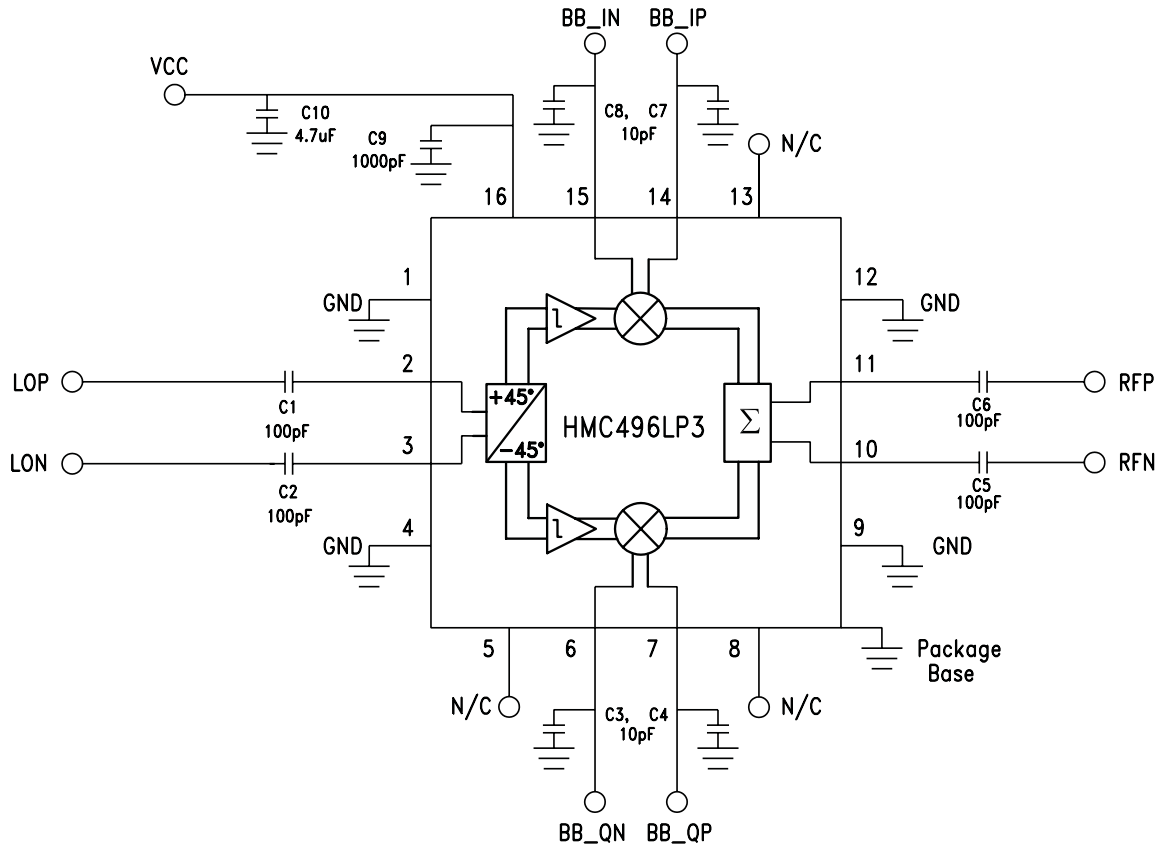 BB_IN BB_IP
VCC
C10
4.7uF
C9
1000pF
C8, C7
10pF
N/C
16 15 14 13
1 12
GND GND
2 11
LOP RFP
C1
100pF
C6
100pF
+45°
-45°
HMC496LP3
Σ
3 10
LON RFN
C2
100pF
C5
100pF
4 9
GND GND
5 6 7 8
Package
Base
N/C N/C
C3, C4
10pF
BB_QN BB_QP